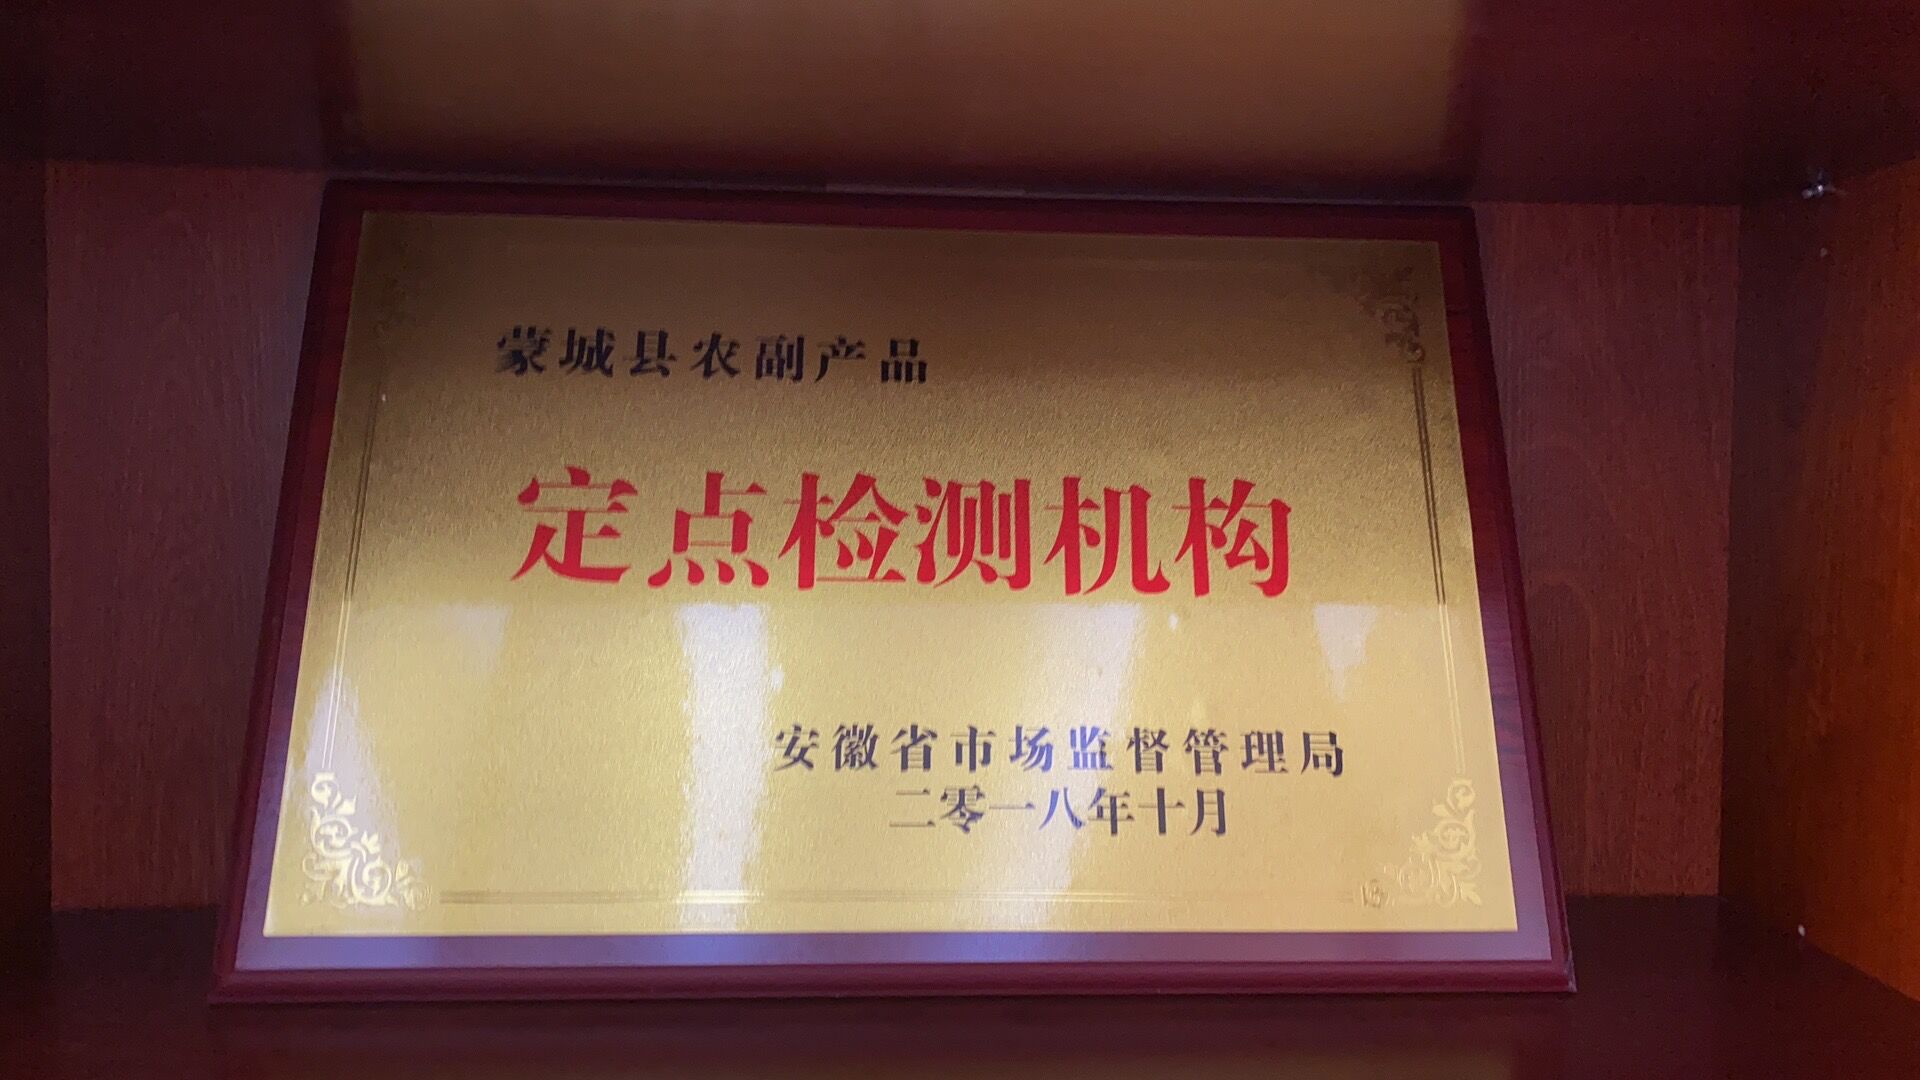 蒙城县农副产品
定点检测机构
安徽省市场监督管理局
二零一八年十月